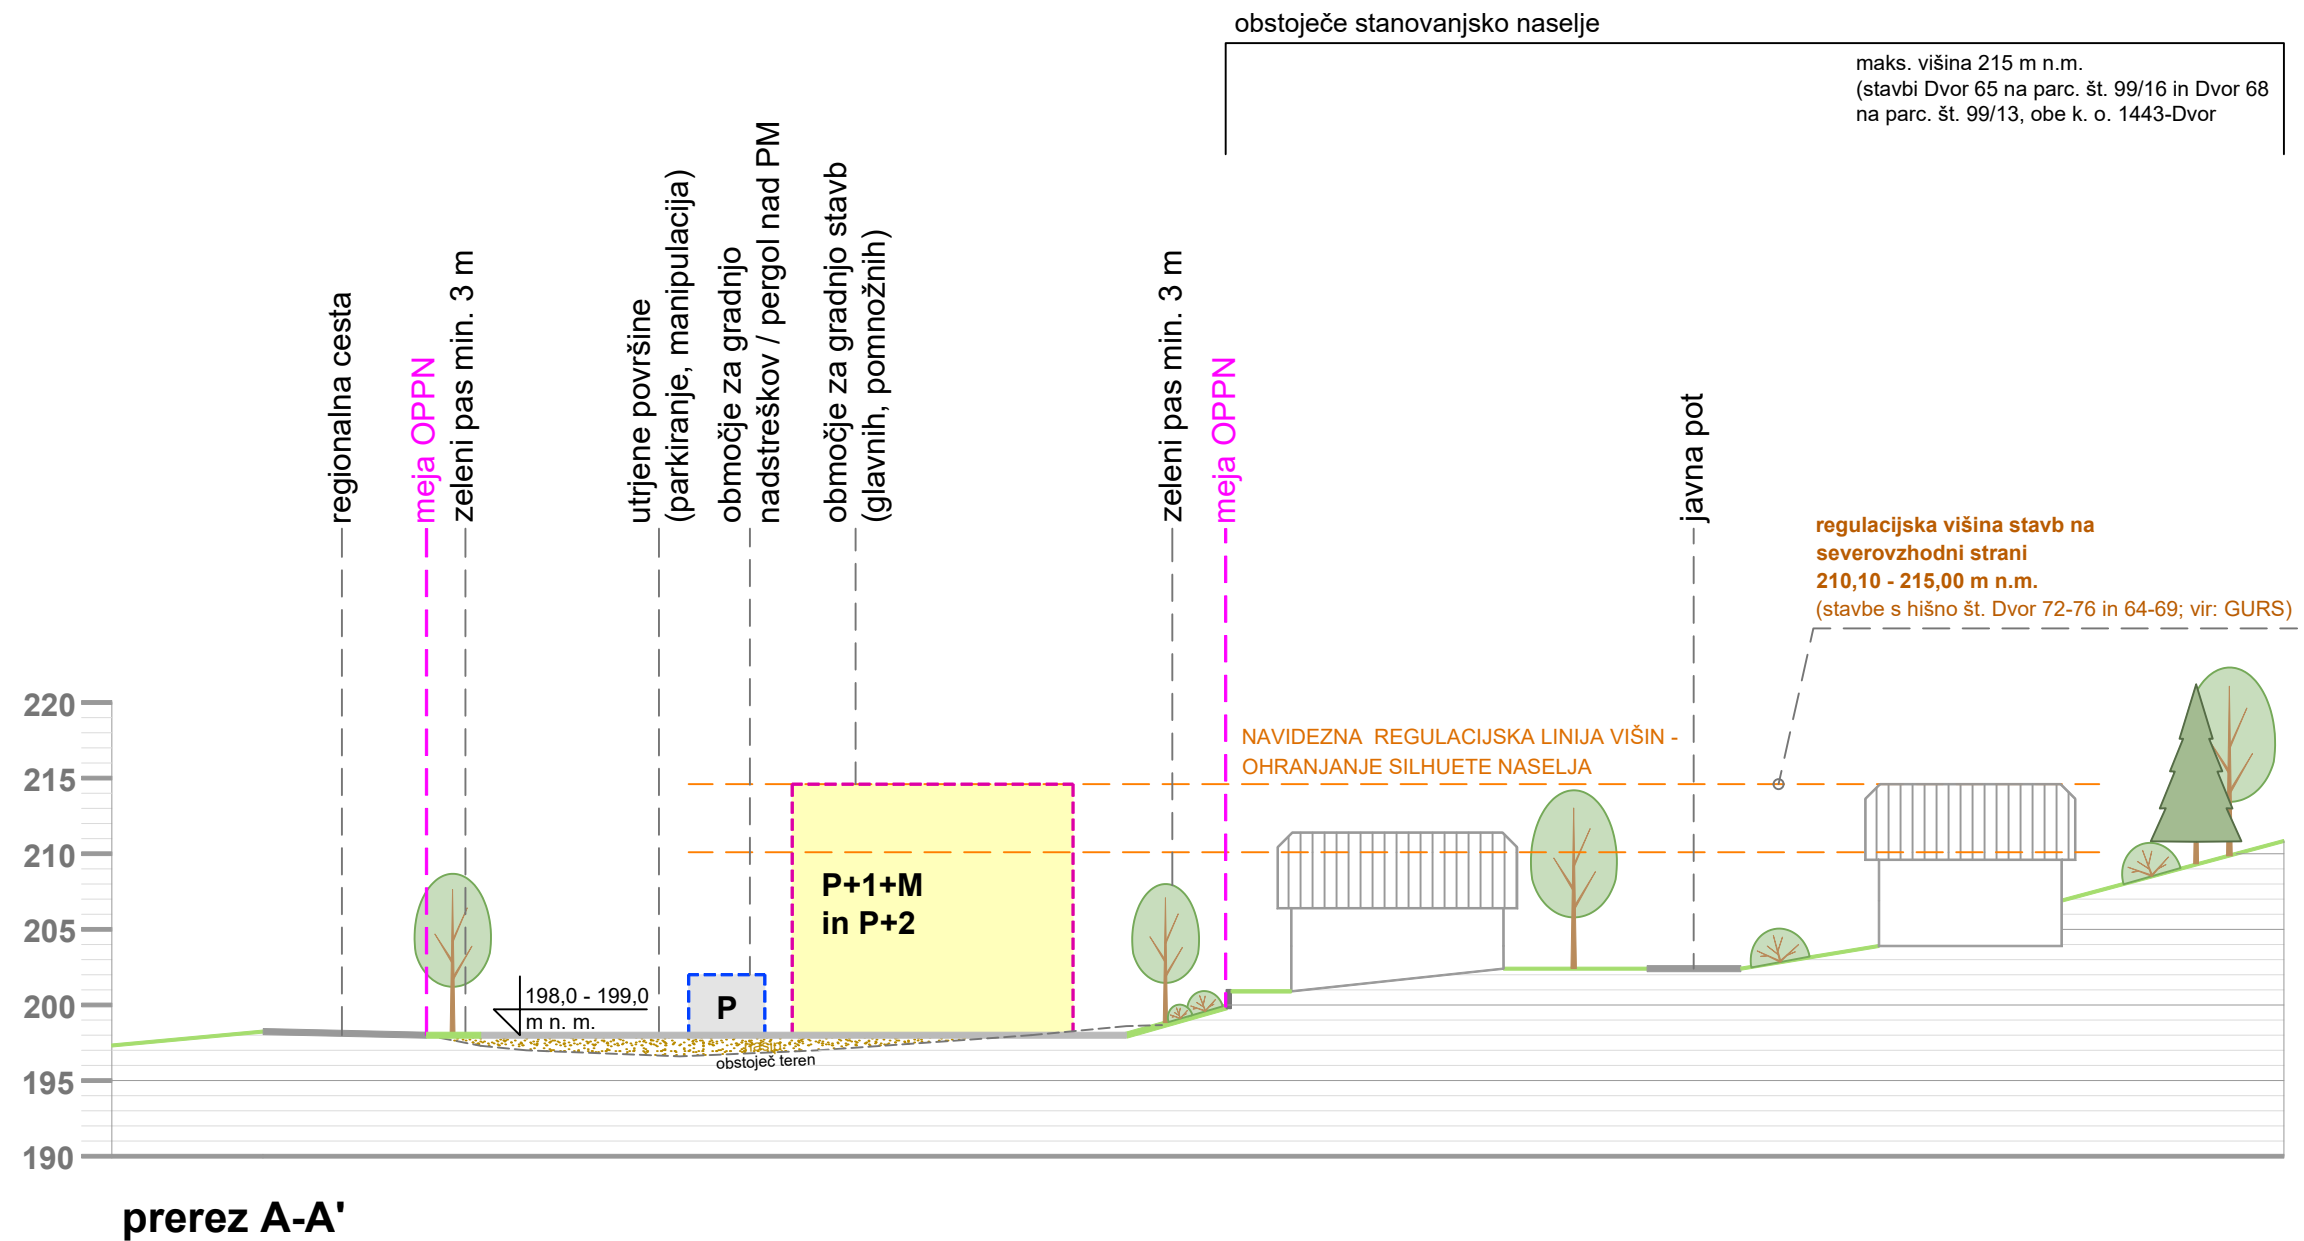 obstoječe stanovanjsko naselje
maks. višina 215 m n.m.
(stavbi Dvor 65 na parc. št. 99/16 in Dvor 68
na parc. št. 99/13, obe k. o. 1443-Dvor
regionalna cesta
meja OPPN
zeleni pas min. 3 m
utrjene površine
(parkiranje, manipulacija)
območje za gradnjo
nadstreškov / pergol nad PM
območje za gradnjo stavb
(glavnih, pomnožnih)
zeleni pas min. 3 m
meja OPPN
javna pot
regulacijska višina stavb na
severovzhodni strani
210,10 - 215,00 m n.m.
(stavbe s hišno št. Dvor 72-76 in 64-69; vir: GURS)
NAVIDEZNA REGULACIJSKA LINIJA VIŠIN -
OHRANJANJE SILHUETE NASELJA
220
215
210
205
200
195
190
P+1+M
in P+2
P
198,0 - 199,0
m n. m.
obstoječ teren
prerez A-A'